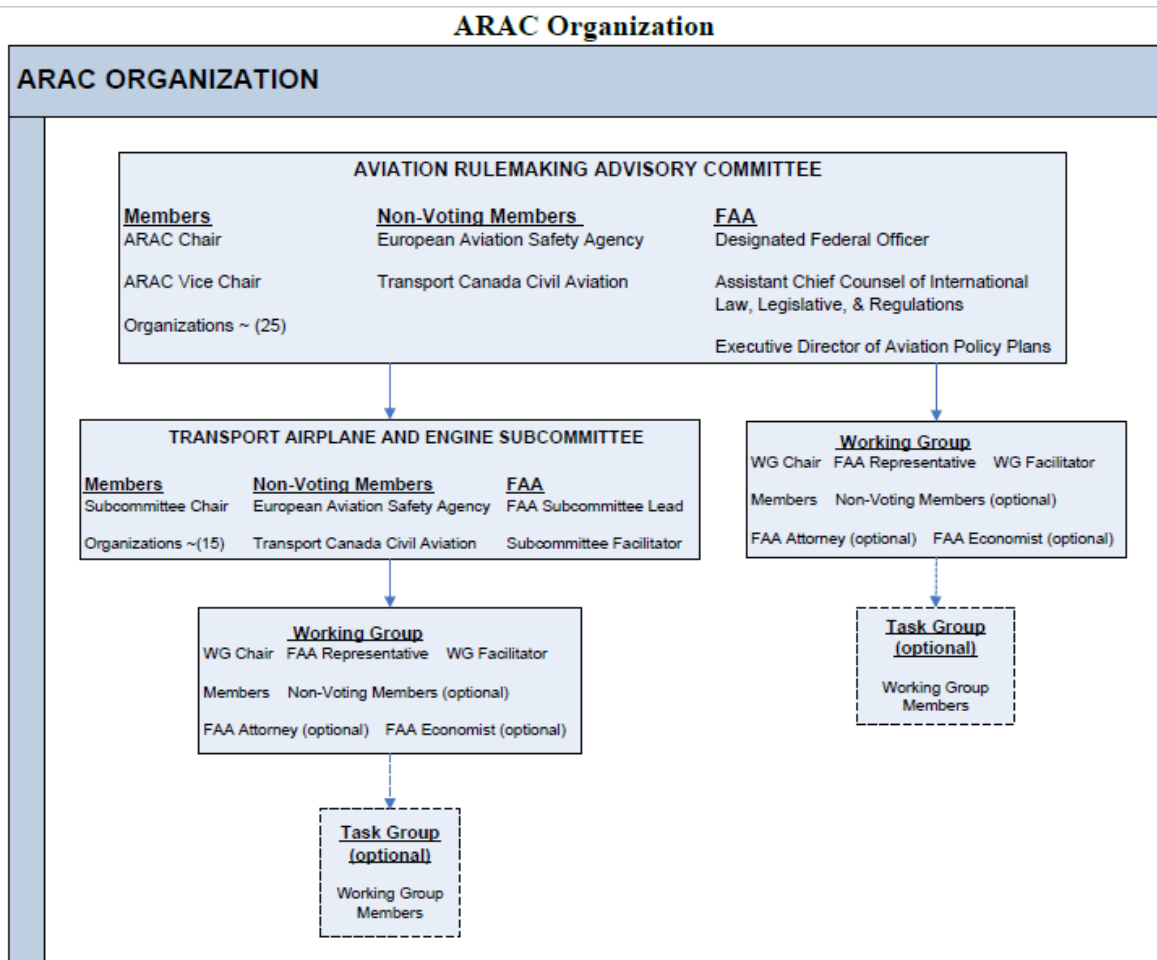 ARAC Organization
ARAC ORGANIZATION
AVIATION RULEMAKING ADVISORY COMMITTEE
Members
ARAC Chair
ARAC Vice Chair
Organizations ~ (25)
Non-Voting Members
European Aviation Safety Agency
Transport Canada Civil Aviation
FAA
Designated Federal Officer
Assistant Chief Counsel of International
Law, Legislative, & Regulations
Executive Director of Aviation Policy Plans
TRANSPORT AIRPLANE AND ENGINE SUBCOMMITTEE
Members
Subcommittee Chair
Organizations ~(15)
Non-Voting Members
European Aviation Safety Agency
Transport Canada Civil Aviation
FAA
FAA Subcommittee Lead
Subcommittee Facilitator
Working Group
WG Chair FAA Representative WG Facilitator
Members Non-Voting Members (optional)
FAA Attorney (optional) FAA Economist (optional)
Task Group
(optional)
Working Group
Members
Working Group
WG Chair FAA Representative WG Facilitator
Members Non-Voting Members (optional)
FAA Attorney (optional) FAA Economist (optional)
Task Group
(optional)
Working Group
Members